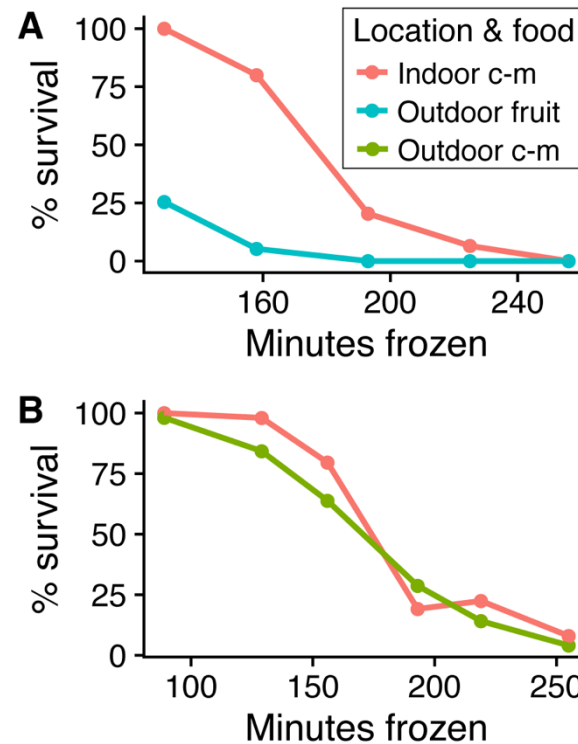 A
100
75
50
25
0
% survival
Location & food
Indoor c-m
Outdoor fruit
Outdoor c-m
160 200 240
Minutes frozen
B
100
75
50
25
0
% survival
100 150 200 250
Minutes frozen